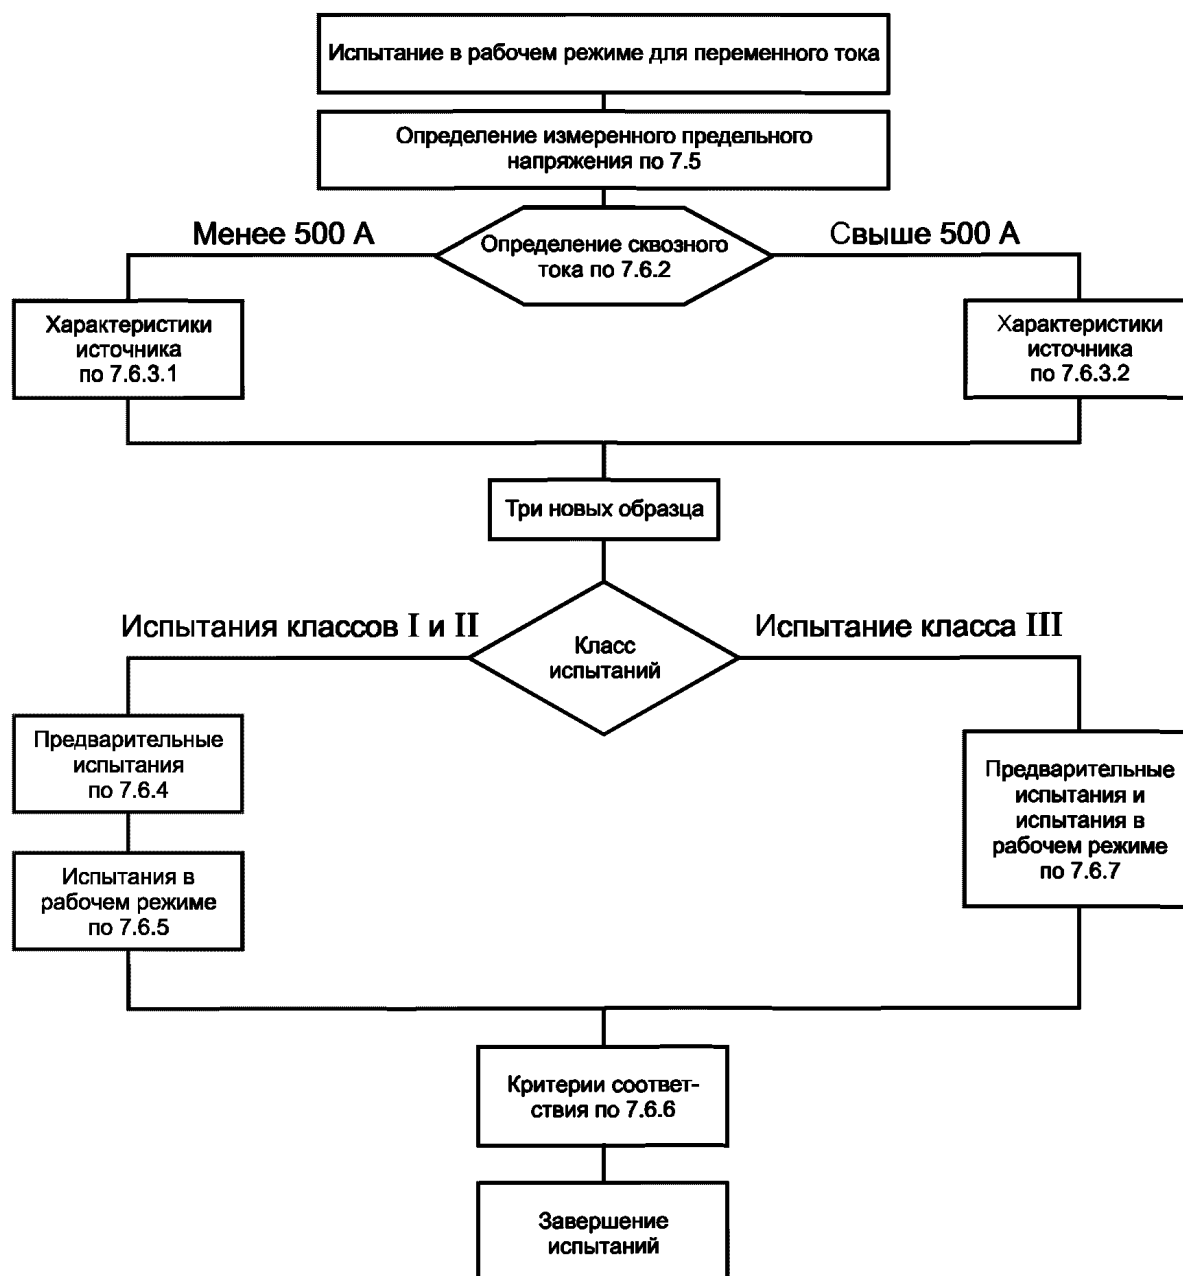 Испытание в рабочем режиме для переменного тока
Определение измеренного предельного
напряжения по 7.5
Менее 500 А
Определение сквозного
тока по 7.6.2
Свыше 500 А
Характеристики
источника
по 7.6.3.1
Характеристики
источника
по 7.6.3.2
Три новых образца
Испытания классов I и II
Класс
испытаний
Испытание класса III
Предварительные
испытания
по 7.6.4
Предварительные
испытания и
испытания в
рабочем режиме
по 7.6.7
Испытания в
рабочем режиме
по 7.6.5
Критерии соответ-
ствия по 7.6.6
Завершение
испытаний